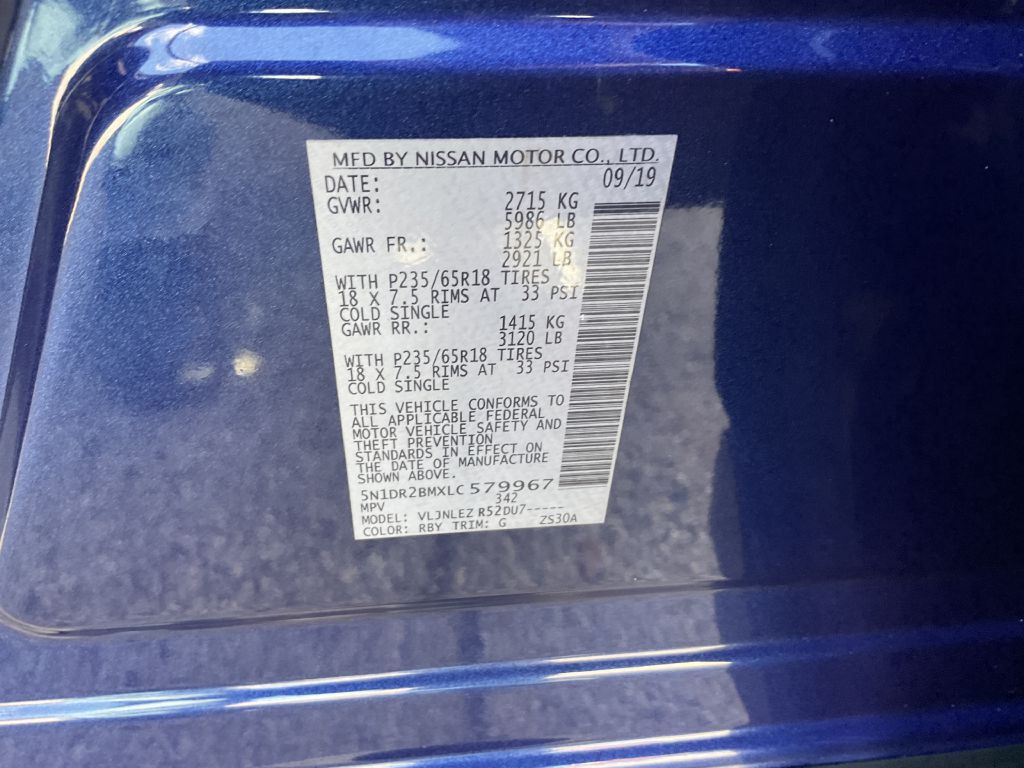 MFD BY NISSAN MOTOR CO., LTD.
DATE: 09/19
GVWR: 2715 KG
5986 LB
GAWR FR.: 1325 KG
2921 LB
WITH P235/65R18 TIRES
18 X 7.5 RIMS AT 33 PSI
COLD SINGLE
GAWR RR.: 1415 KG
3120 LB
WITH P235/65R18 TIRES
18 X 7.5 RIMS AT 33 PSI
COLD SINGLE
THIS VEHICLE CONFORMS TO
ALL APPLICABLE FEDERAL
MOTOR VEHICLE SAFETY AND
THEFT PREVENTION
STANDARDS IN EFFECT ON
THE DATE OF MANUFACTURE
SHOWN ABOVE.
5N1DR2BMXLC 579967
MPV 342
MODEL: VLJNLEZ R52DU7-----
COLOR: RBY TRIM: G ZS30A